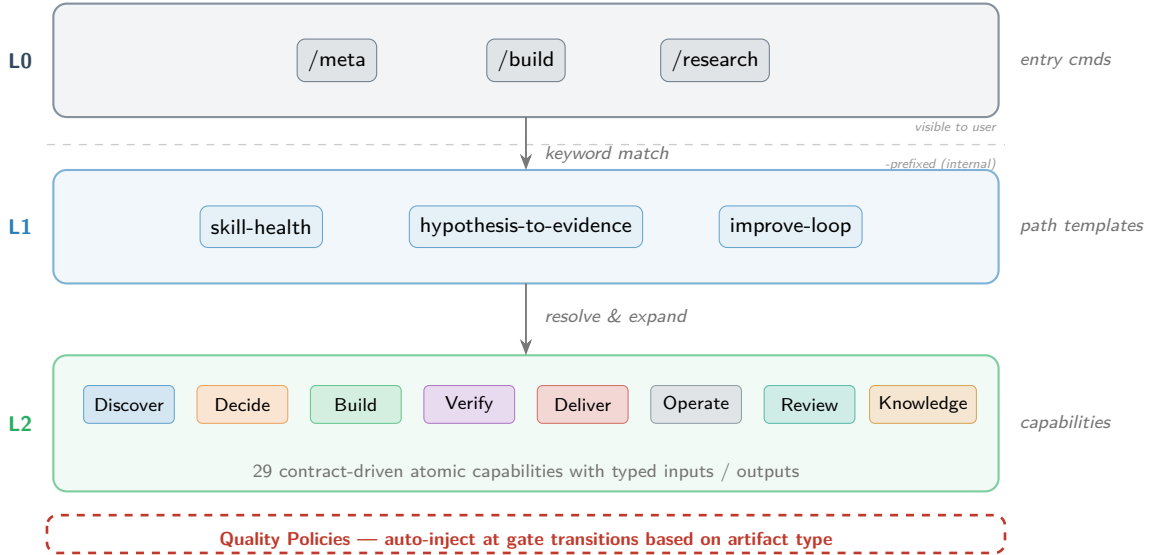 L0
/meta
/build
/research
entry cmds
visible to user
keyword match
-prefixed (internal)
L1
skill-health
hypothesis-to-evidence
improve-loop
path templates
resolve & expand
L2
Discover
Decide
Build
Verify
Deliver
Operate
Review
Knowledge
capabilities
29 contract-driven atomic capabilities with typed inputs / outputs
Quality Policies — auto-inject at gate transitions based on artifact type